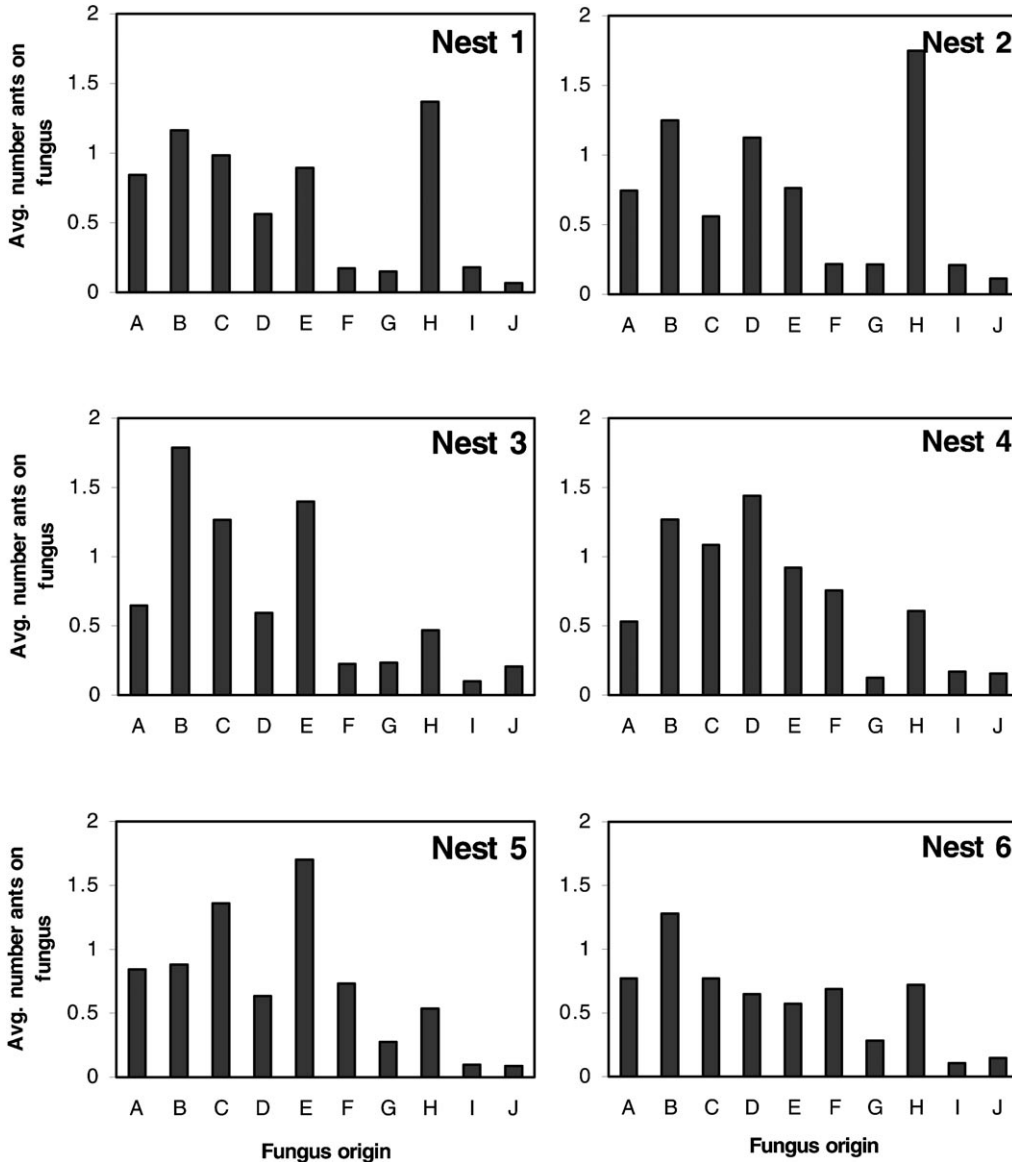 Avg. number ants on
fungus
2
1.5
1
0.5
0
Nest 1
A B C D E F G H I J
2
1.5
1
0.5
0
Nest 2
A B C D E F G H I J
Avg. number ants on
fungus
2
1.5
1
0.5
0
Nest 3
A B C D E F G H I J
2
1.5
1
0.5
0
Nest 4
A B C D E F G H I J
Avg. number ants on
fungus
2
1.5
1
0.5
0
Nest 5
A B C D E F G H I J
Fungus origin
2
1.5
1
0.5
0
Nest 6
A B C D E F G H I J
Fungus origin